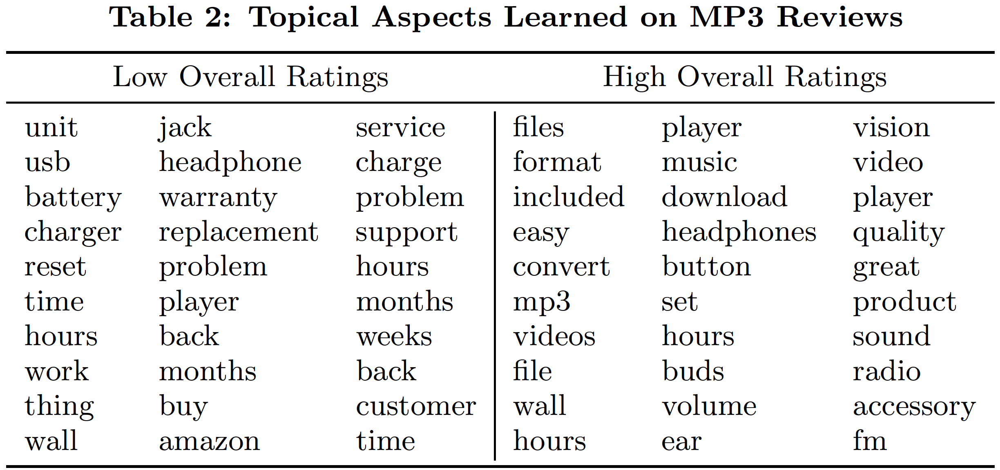 Table 2: Topical Aspects Learned on MP3 Reviews
Low Overall Ratings High Overall Ratings
unit jack service files player vision
usb headphone charge format music video
battery warranty problem included download player
charger replacement support easy headphones quality
reset problem hours convert button great
time player months mp3 set product
hours back weeks videos hours sound
work months back file buds radio
thing buy customer wall volume accessory
wall amazon time hours ear fm